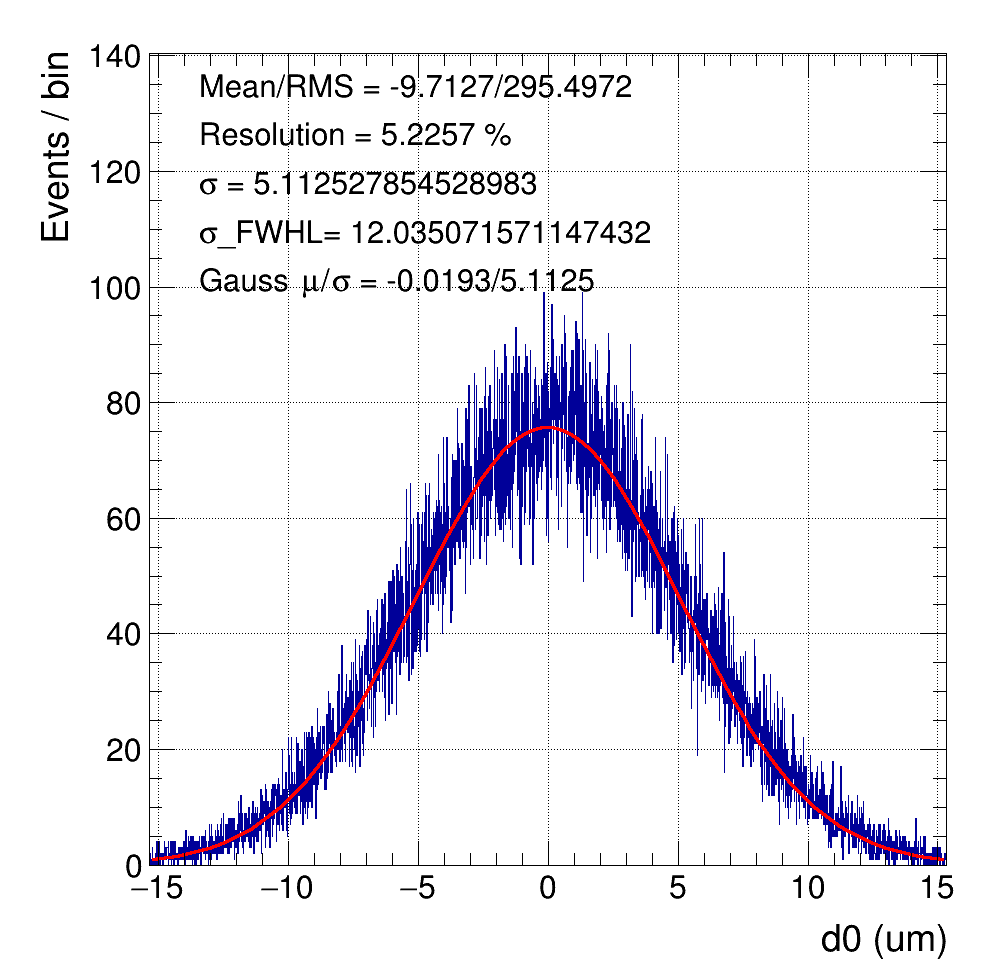 Events / bin
140
120
100
80
60
40
20
0
Mean/RMS = -9.7127/295.4972
Resolution = 5.2257 %
σ = 5.112527854528983
σ_FWHL= 12.035071571147432
Gauss μ/σ = -0.0193/5.1125
−15 −10 −5 0 5 10 15
d0 (um)